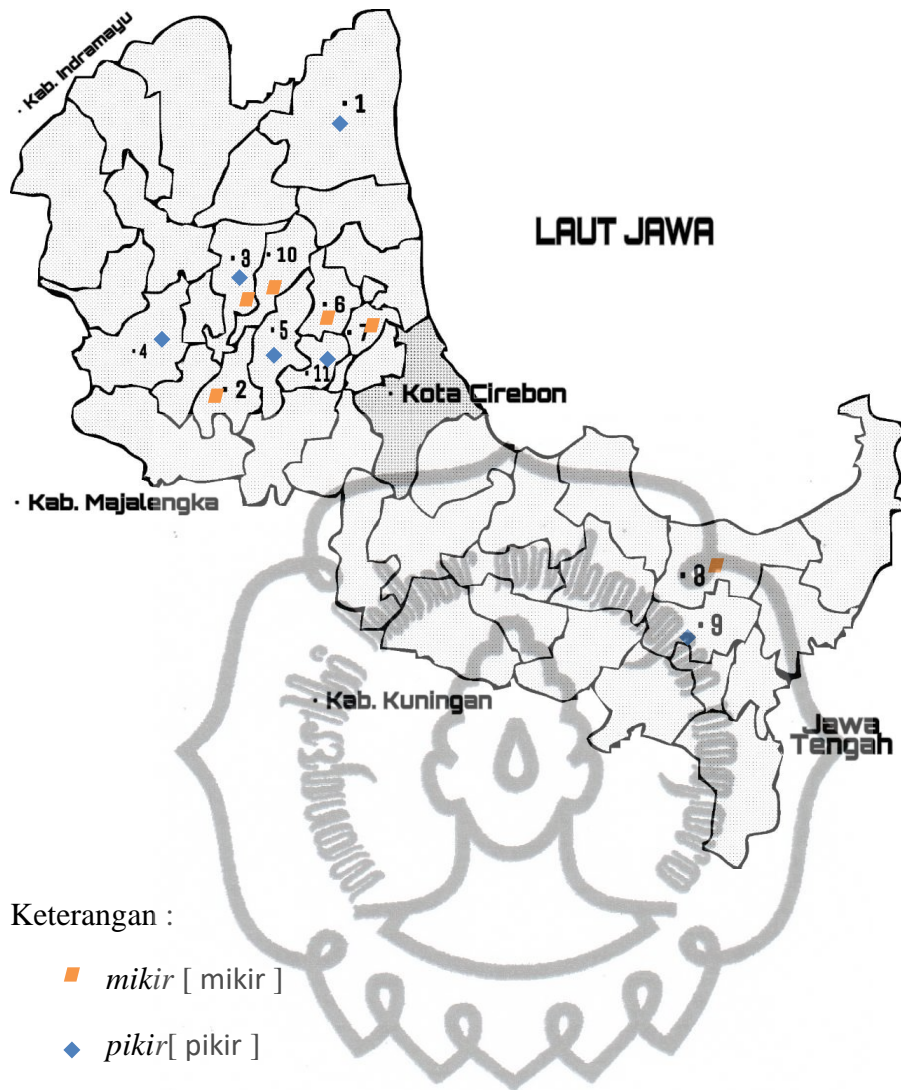 · Kab. Indramayu
· 1
LAUT JAWA
· 3
· 10
· 6
· 5
· 7
· 4
· 11
· 2
· Kota Cirebon
· Kab. Majalengka
· 8
· 9
· Kab. Kuningan
Jawa
Tengah
Keterangan :
mikir [ mikir ]
pikir[ pikir ]